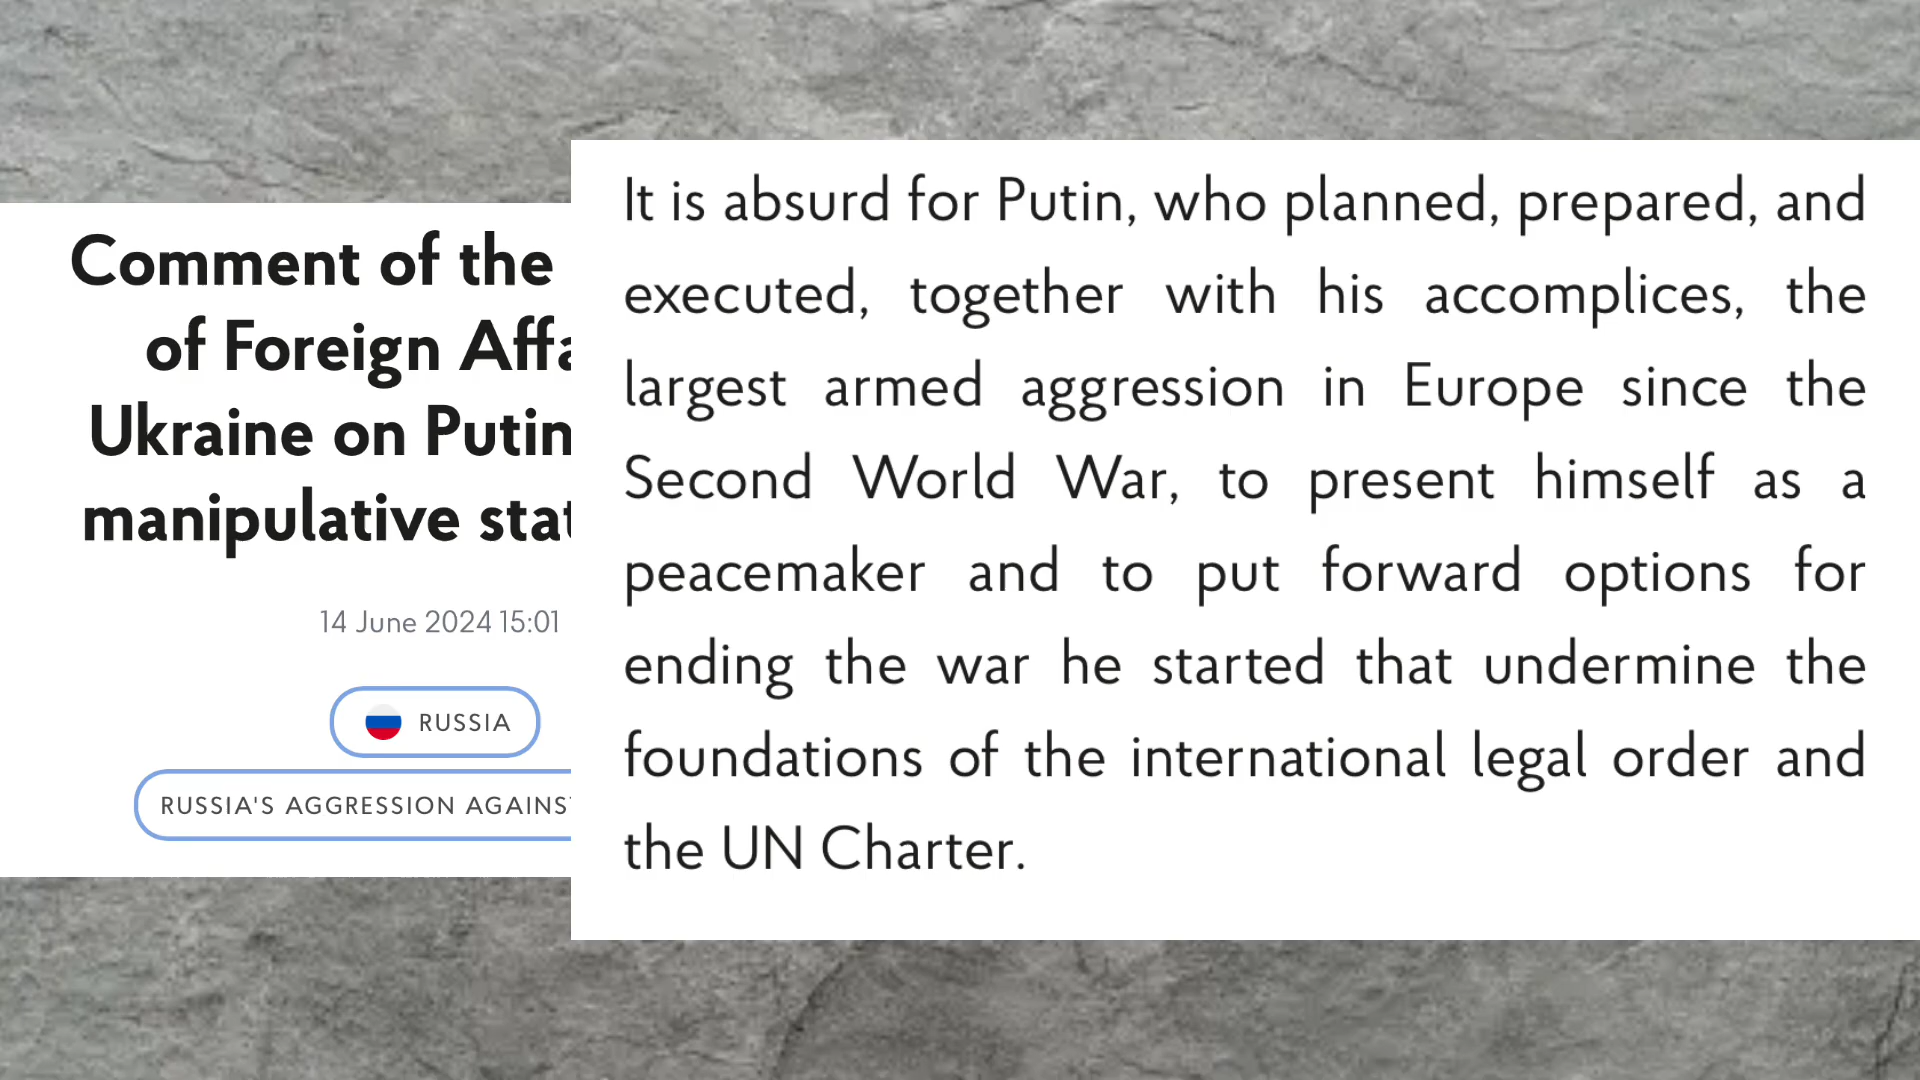 Comment of the
of Foreign
Ukraine on Putin
manipulative
14 June 2024 15:01
RUSSIA
RUSSIA'S AGGRESSION
It is absurd for Putin, who planned, prepared, and
executed, together with his accomplices, the
largest armed aggression in Europe since the
Second World War, to present himself as a
peacemaker and to put forward options for
ending the war he started that undermine the
foundations of the international legal order and
the UN Charter.